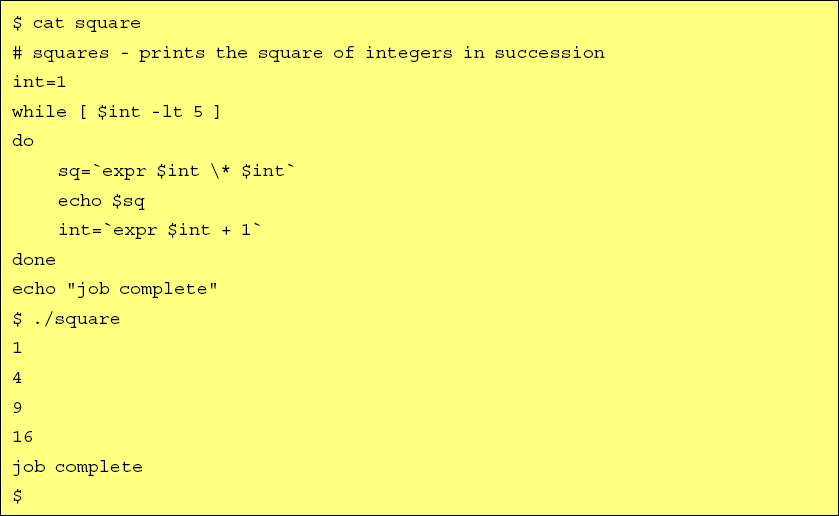 $ cat square
# squares - prints the square of integers in succession
int=1
while [ $int -lt 5 ]
do
sq=`expr $int \* $int`
echo $sq
int=`expr $int + 1`
done
echo "job complete"
$ ./square
1
4
9
16
job complete
$